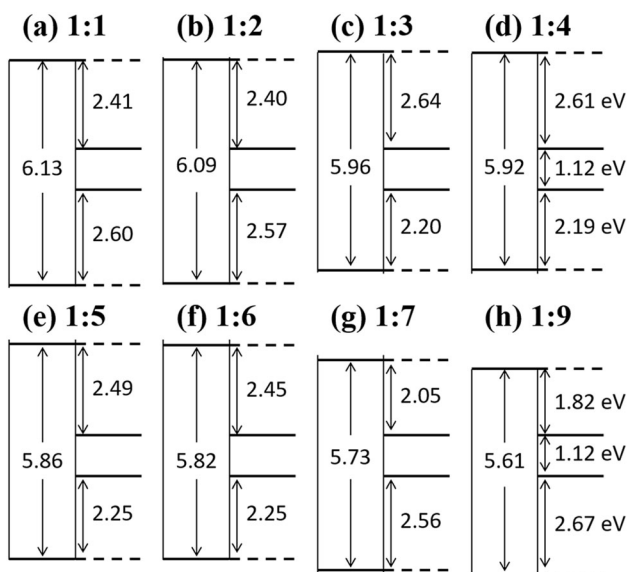 (a) 1:1
(b) 1:2
(c) 1:3
(d) 1:4
2.41
2.40
2.64
2.61 eV
6.13
6.09
5.96
5.92
1.12 eV
2.60
2.57
2.20
2.19 eV
(e) 1:5
(f) 1:6
(g) 1:7
(h) 1:9
2.49
2.45
2.05
1.82 eV
5.86
5.82
5.73
5.61
1.12 eV
2.25
2.25
2.56
2.67 eV